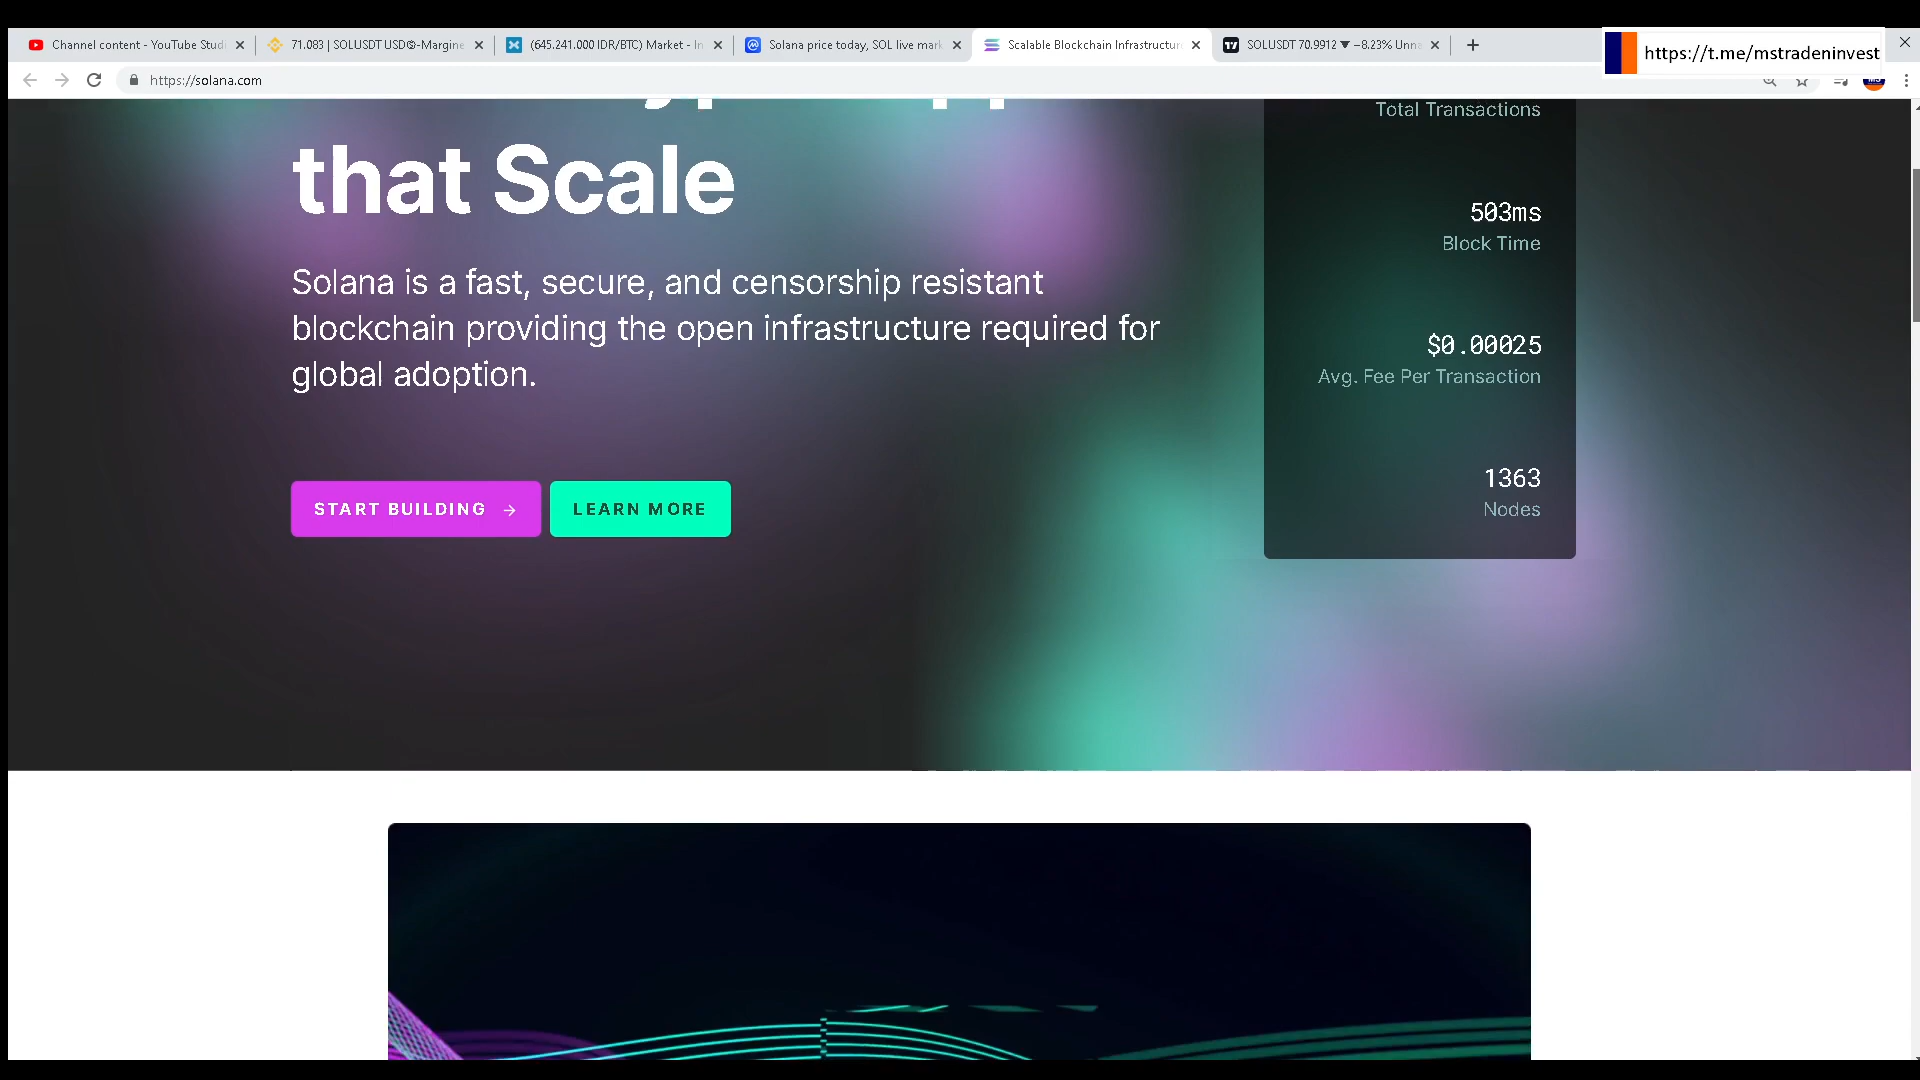 Channel content - YouTube Studi
71.083 | SOLUSDT USDⓈ-Margine
(645.241.000 IDR/BTC) Market - In
Solana price today, SOL live mark
Scalable Blockchain Infrastructur
SOLUSDT 70.9912 ▼ −8.23% Unna
https://t.me/mstradeninvest
https://solana.com
that Scale
Solana is a fast, secure, and censorship resistant
blockchain providing the open infrastructure required for
global adoption.
START BUILDING →
LEARN MORE
Total Transactions
503ms
Block Time
$0.00025
Avg. Fee Per Transaction
1363
Nodes